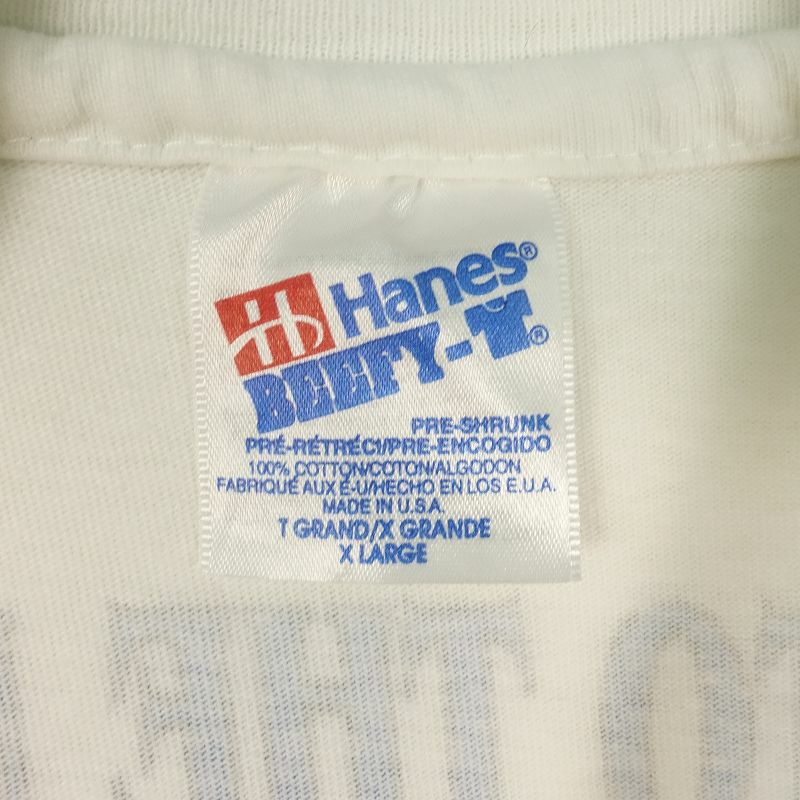 Hanes®
BEEFY-T®
PRE-SHRUNK
PRÉ-RÉTRÉCI/PRE-ENCOGIDO
100% COTTON/COTON/ALGODON
FABRIQUÉ AUX É-U/HECHO EN LOS E.U.A.
MADE IN U.S.A.
T GRAND/X GRANDE
X LARGE